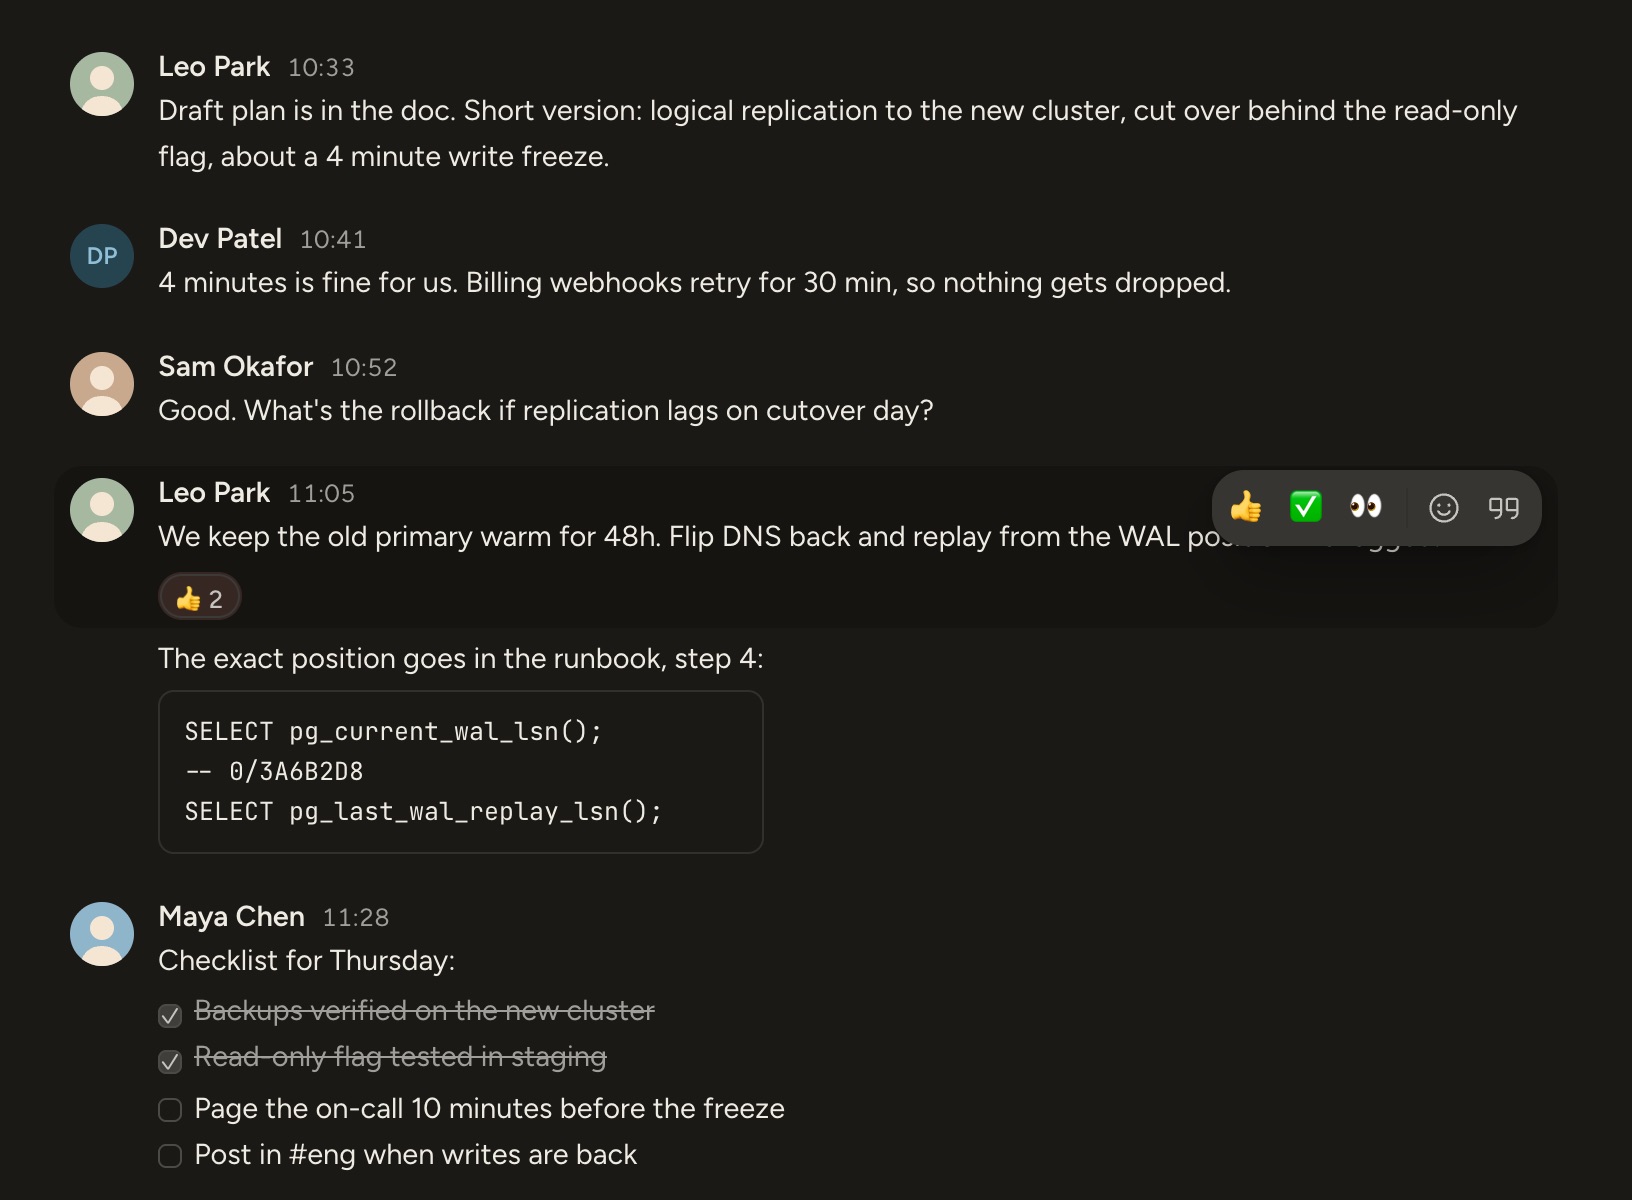 Leo Park 10:33
Draft plan is in the doc. Short version: logical replication to the new cluster, cut over behind the read-only
flag, about a 4 minute write freeze.
DP
Dev Patel 10:41
4 minutes is fine for us. Billing webhooks retry for 30 min, so nothing gets dropped.
Sam Okafor 10:52
Good. What's the rollback if replication lags on cutover day?
Leo Park 11:05
We keep the old primary warm for 48h. Flip DNS back and replay from the WAL
👍 2
The exact position goes in the runbook, step 4:
SELECT pg_current_wal_lsn();
-- 0/3A6B2D8
SELECT pg_last_wal_replay_lsn();
Maya Chen 11:28
Checklist for Thursday:
Backups verified on the new cluster
Read-only flag tested in staging
Page the on-call 10 minutes before the freeze
Post in #eng when writes are back